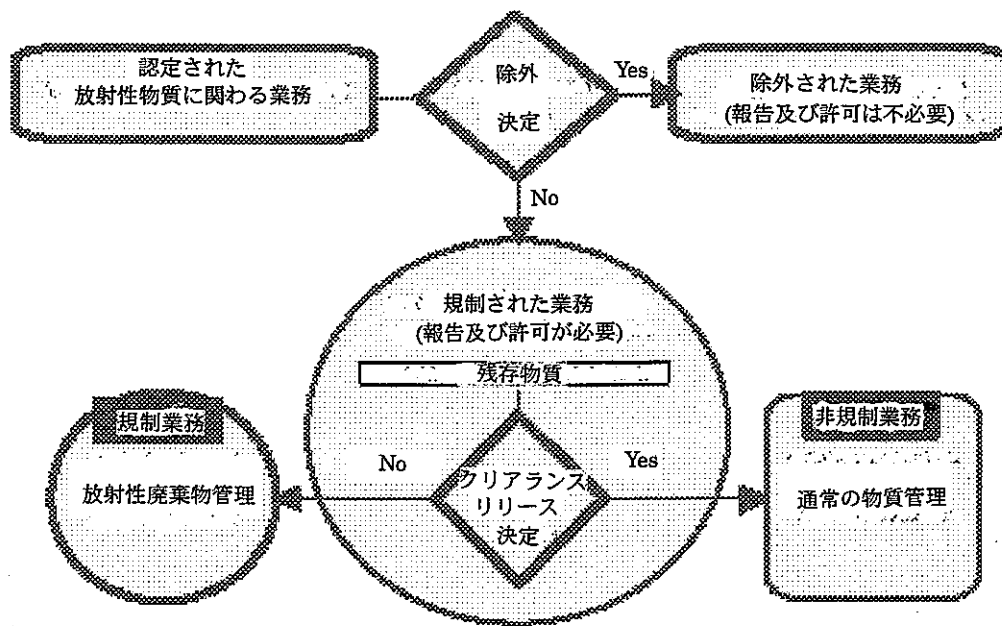 認定された
放射性物質に関わる業務
除外
決定
Yes
除外された業務
(報告及び許可は不必要)
No
規制された業務
(報告及び許可が必要)
残存物質
規制業務
放射性廃棄物管理
No
クリアランス
リリース
決定
Yes
非規制業務
通常の物質管理